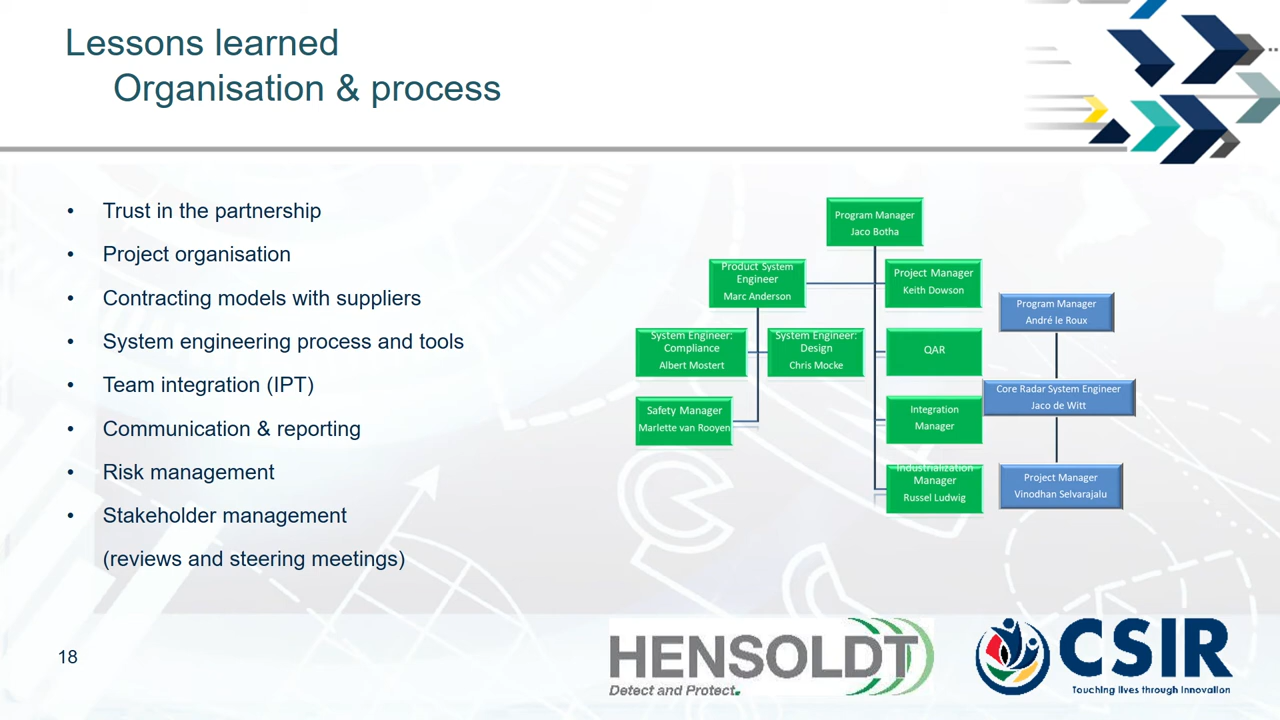 Lessons learned
Organisation & process
• Trust in the partnership
• Project organisation
• Contracting models with suppliers
• System engineering process and tools
• Team integration (IPT)
• Communication & reporting
• Risk management
• Stakeholder management
(reviews and steering meetings)
Program Manager
Jaco Botha
Product System
Engineer
Marc Anderson
Project Manager
Keith Dowson
System Engineer:
Compliance
Albert Mostert
System Engineer:
Design
Chris Mocke
QAR
Safety Manager
Marlette van Rooyen
Integration
Manager
Industrialization
Manager
Russel Ludwig
Program Manager
André le Roux
Core Radar System Engineer
Jaco de Witt
Project Manager
Vinodhan Selvarajalu
18
HENSOLDT
Detect and Protect.
CSIR
Touching lives through innovation